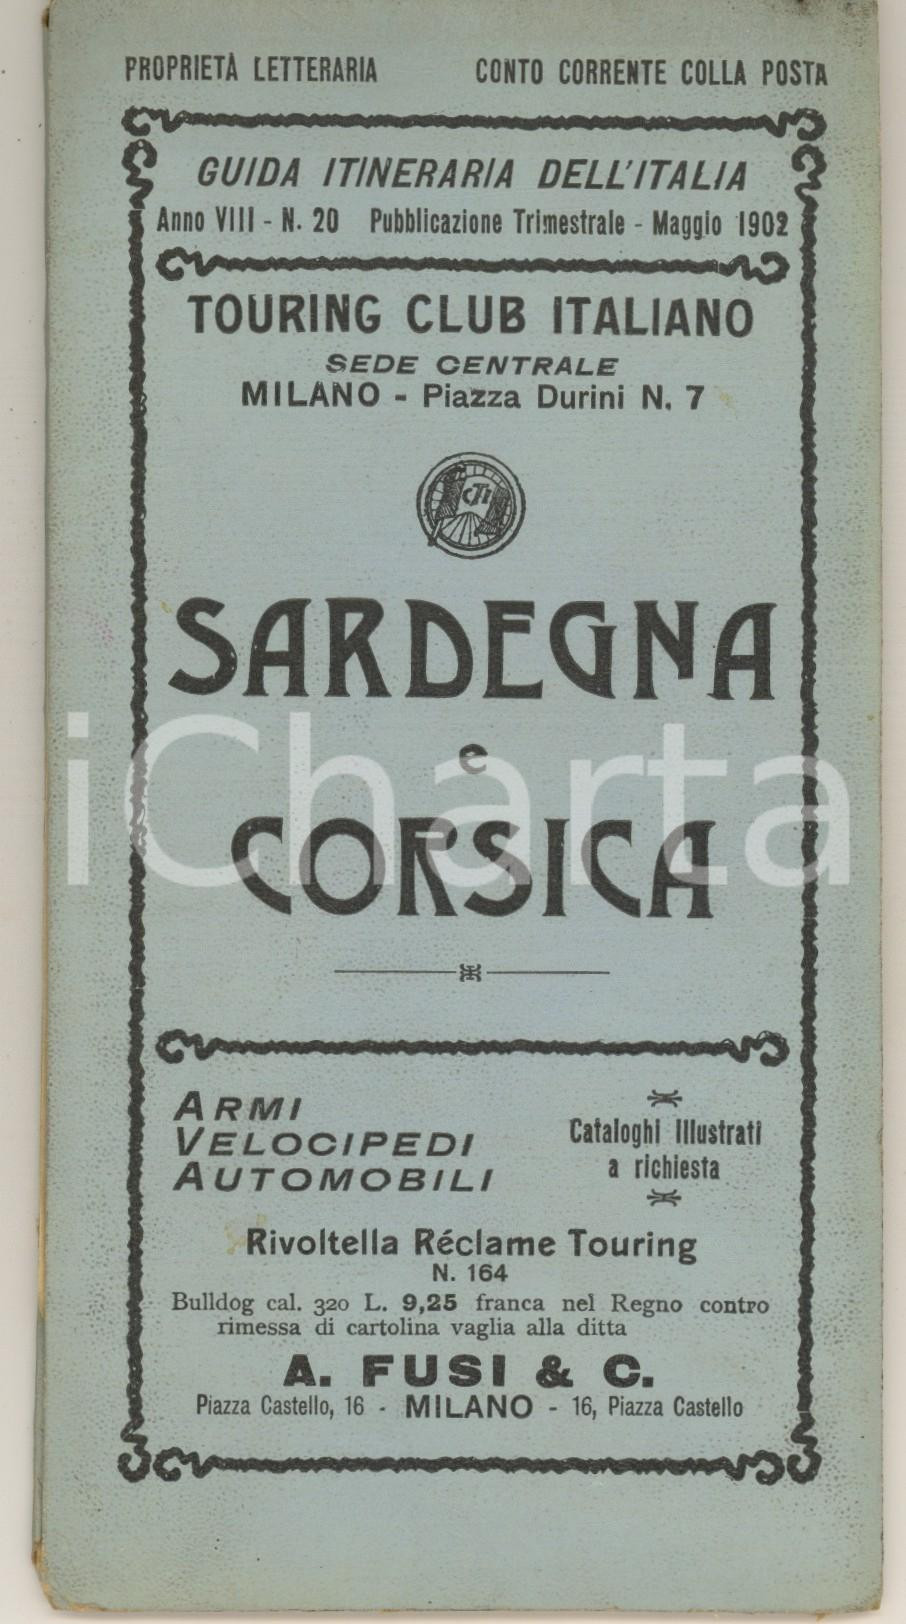 PROPRIETÀ LETTERARIA CONTO CORRENTE COLLA POSTA
GUIDA ITINERARIA DELL'ITALIA
Anno VIII - N. 20 Pubblicazione Trimestrale - Maggio 1902
TOURING CLUB ITALIANO
SEDE CENTRALE
MILANO - Piazza Durini N. 7
CTI
SARDEGNA
e
CORSICA
iCharta
ARMI
VELOCIPEDI
AUTOMOBILI
Cataghi Illustrati
a richiesta
Rivoltella Réclame Touring
N. 164
Bulldog cal. 320 L. 9,25 franca nel Regno contro
rimessa di cartolina vaglia alla ditta
A. FUSI & C.
Piazza Castello, 16 - MILANO - 16, Piazza Castello